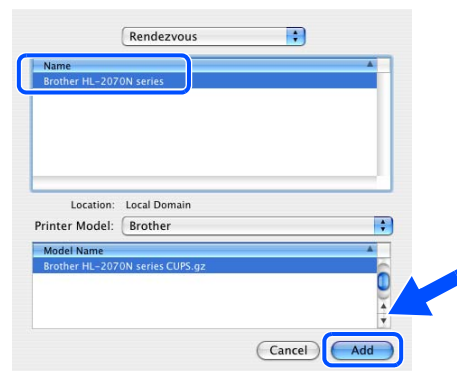 Rendezvous
Name
Brother HL-2070N series
Location: Local Domain
Printer Model: Brother
Model Name
Brother HL-2070N series CUPS.gz
Cancel Add